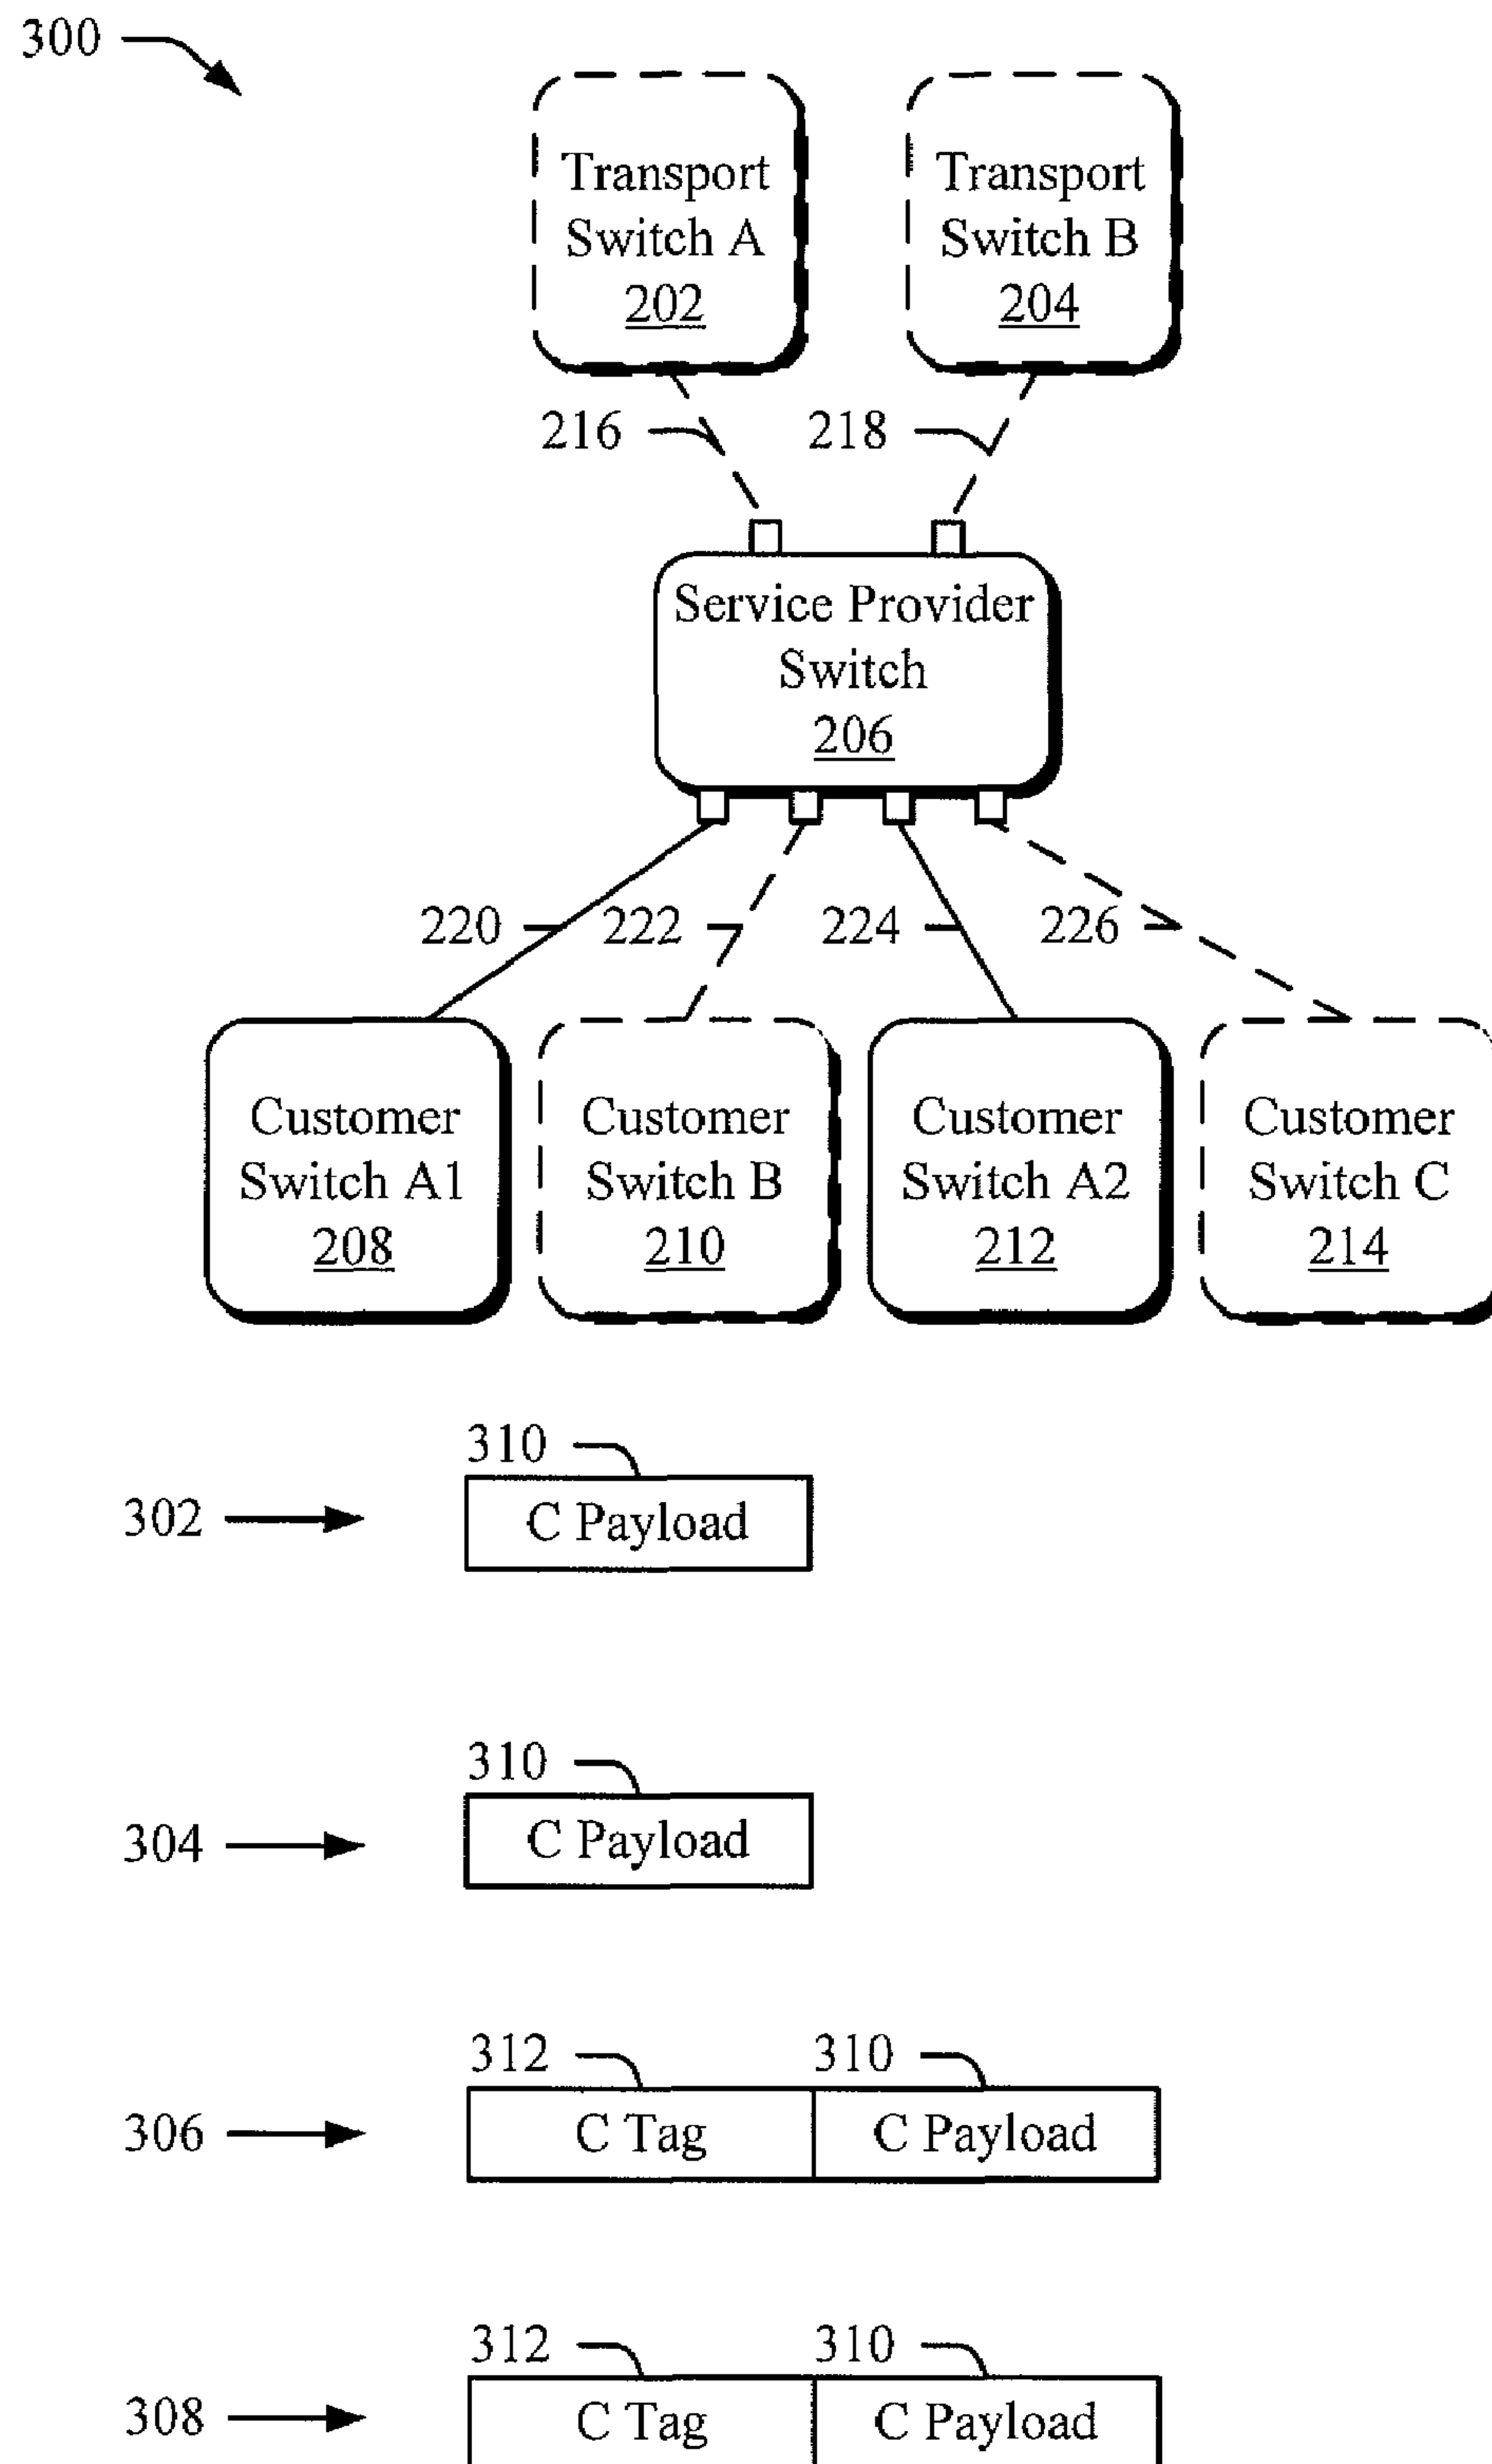 300
Transport
Switch A
202
Transport
Switch B
204
216
218
Service Provider
Switch
206
220
222
224
226
Customer
Switch A1
208
Customer
Switch B
210
Customer
Switch A2
212
Customer
Switch C
214
310
302
C Payload
310
304
C Payload
312 310
306
C Tag C Payload
312 310
308
C Tag C Payload